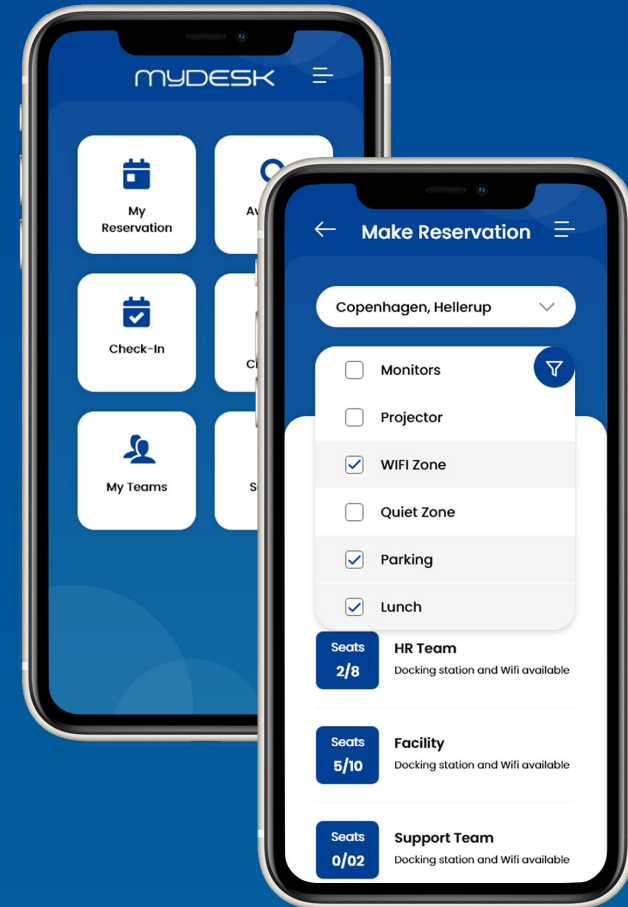 MYDESK
My
Reservation
Check-In
My Teams
Make Reservation
Copenhagen, Hellerup
Monitors
Projector
WIFI Zone
Quiet Zone
Parking
Lunch
Seats
2/8
HR Team
Docking station and Wifi available
Seats
5/10
Facility
Docking station and Wifi available
Seats
0/02
Support Team
Docking station and Wifi available